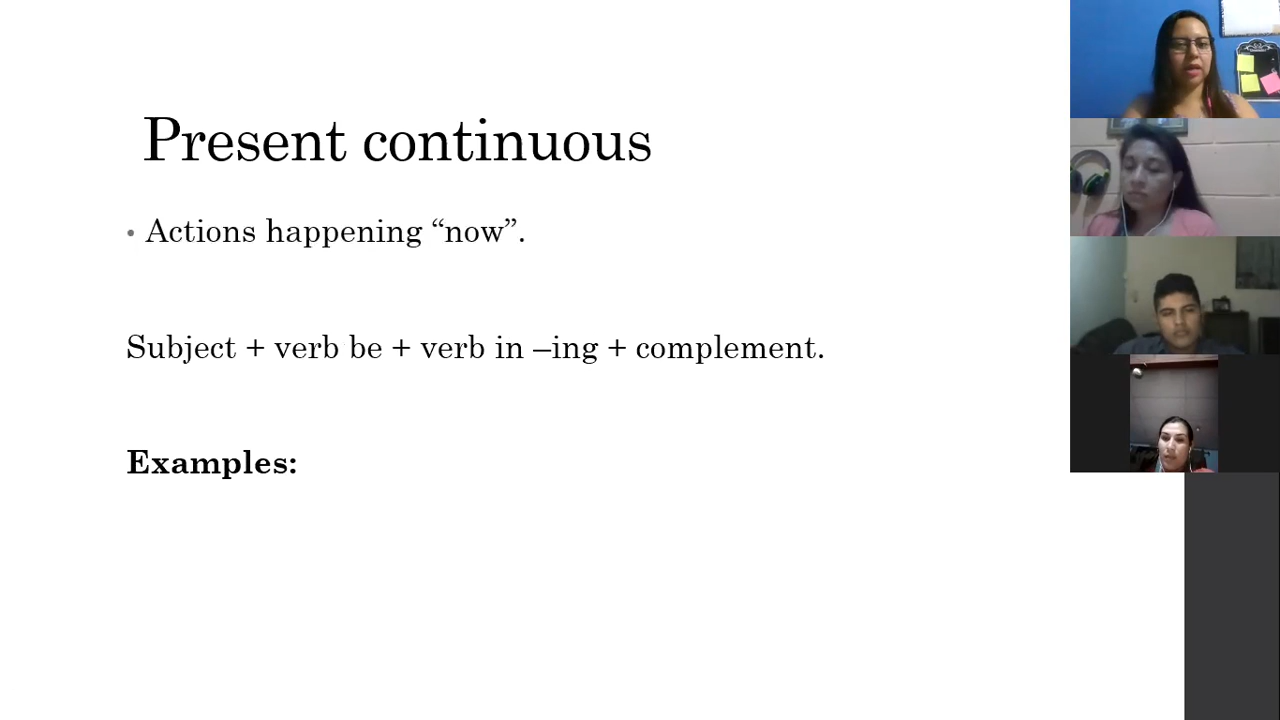 Present continuous
• Actions happening “now”.
Subject + verb be + verb in –ing + complement.
Examples: